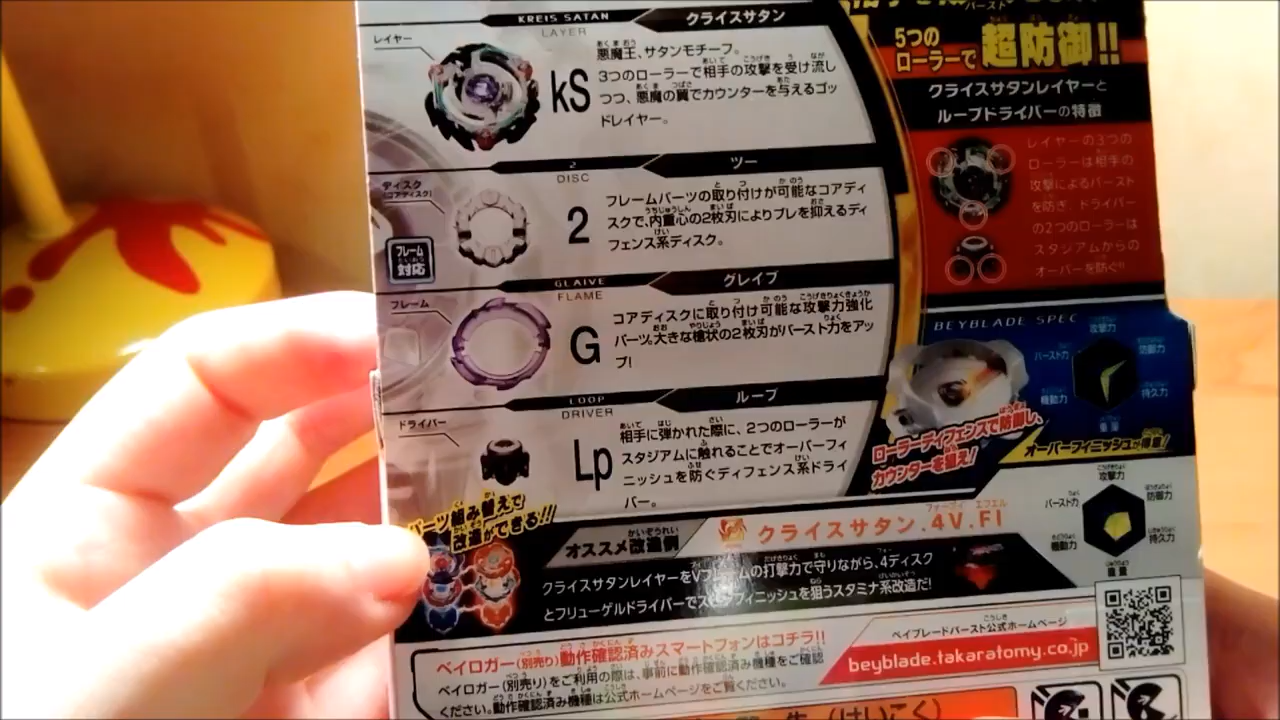 KREIS SATAN
クライスサタン
LAYER
レイヤー
kS
悪魔王、サタンモチーフ。
3つのローラーで相手の攻撃を受け流し
つつ、悪魔の翼でカウンターを与えるゴッ
ドレイヤー。
2
ツー
DISC
ディスク
(コアディスク)
フレーム
対応
2
フレームパーツの取り付けが可能なコアディ
スクで、内重心の2枚刃によりブレを抑えるディ
フェンス系ディスク。
GLAIVE
グレイブ
FLAME
フレーム
G
コアディスクに取り付け可能な攻撃力強化
パーツ。大きな槍状の2枚刃がバースト力をアッ
プ!
LOOP
ループ
DRIVER
ドライバー
Lp
相手に弾かれた際に、2つのローラーが
スタジアムに触れることでオーバーフィ
ニッシュを防ぐディフェンス系ドライ
バー。
5つの
ローラーで
超防御!!
クライスサタンレイヤーと
ループドライバーの特徴
レイヤーの3つの
ローラーは相手の
攻撃によるバースト
を防ぎ ドライバー
の2つのローラーは
スタジアムからの
オーバーを防ぐ!!
BEYBLADE SPEC
攻撃力
防御力
持久力
重量
機動力
バースト力
ローラーディフェンスで防御し、
カウンターを狙え!
オーバーフィニッシュが得意!
パーツ組み替えで
改造ができる!!
オススメ改造例
クライスサタン.4V.Fl
クライスサタンレイヤーをVフレームの打撃力で守りながら、4ディスク
とフリューゲルドライバーでスタミナフィニッシュを狙うスタミナ系改造だ!
攻撃力
防御力
持久力
重量
機動力
バースト力
ベイロガー(別売り)動作確認済みスマートフォンはコチラ!!
ベイロガー(別売り)をご利用の際は、事前に動作確認済み機種をご確認
ください。動作確認済み機種は公式ホームページをご覧ください。
ベイブレードバースト公式ホームページ
beyblade.takaratomy.co.jp
(けいこく)